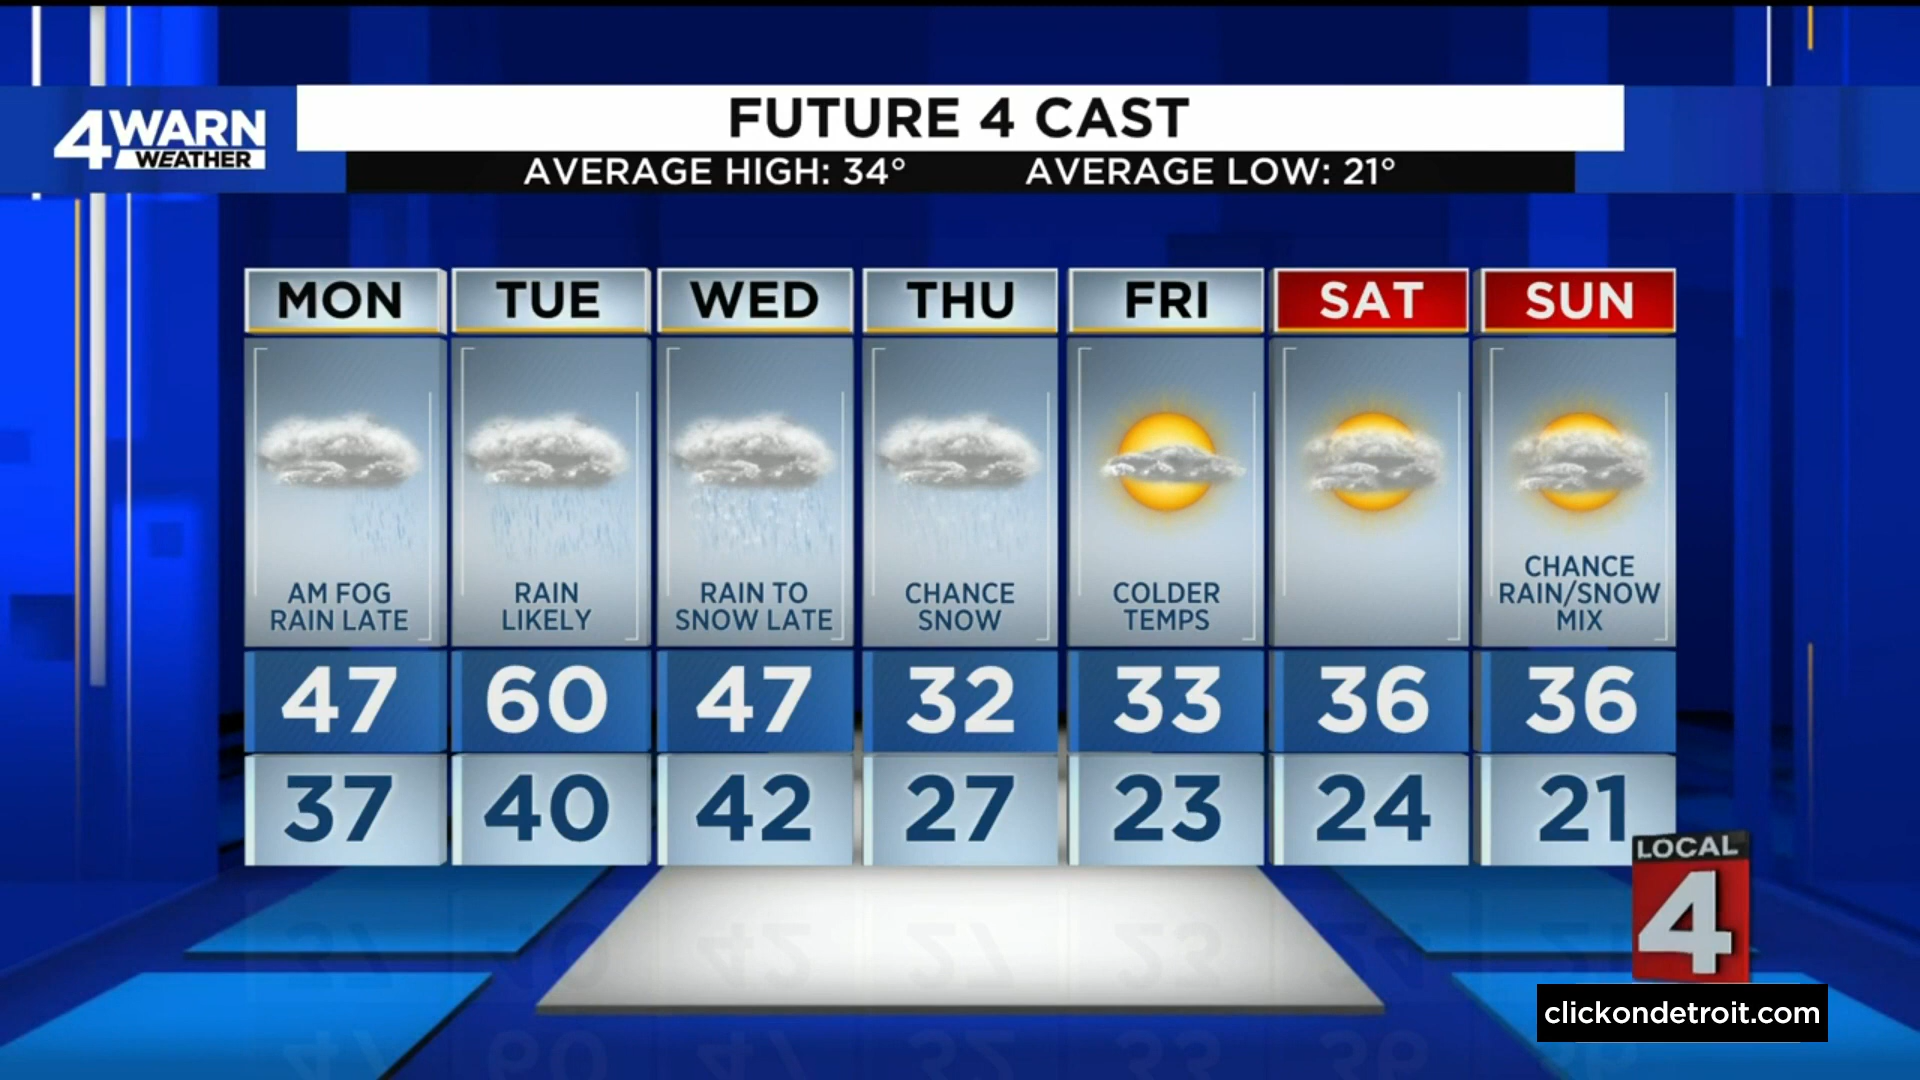 4WARN
WEATHER
FUTURE 4 CAST
AVERAGE HIGH: 34° AVERAGE LOW: 21°
MON TUE WED THU FRI SAT SUN
AM FOG
RAIN LATE
RAIN
LIKELY
RAIN TO
SNOW LATE
CHANCE
SNOW
COLDER
TEMPS
CHANCE
RAIN/SNOW
MIX
47 60 47 32 33 36 36
37 40 42 27 23 24 21
LOCAL
4
clickondetroit.com